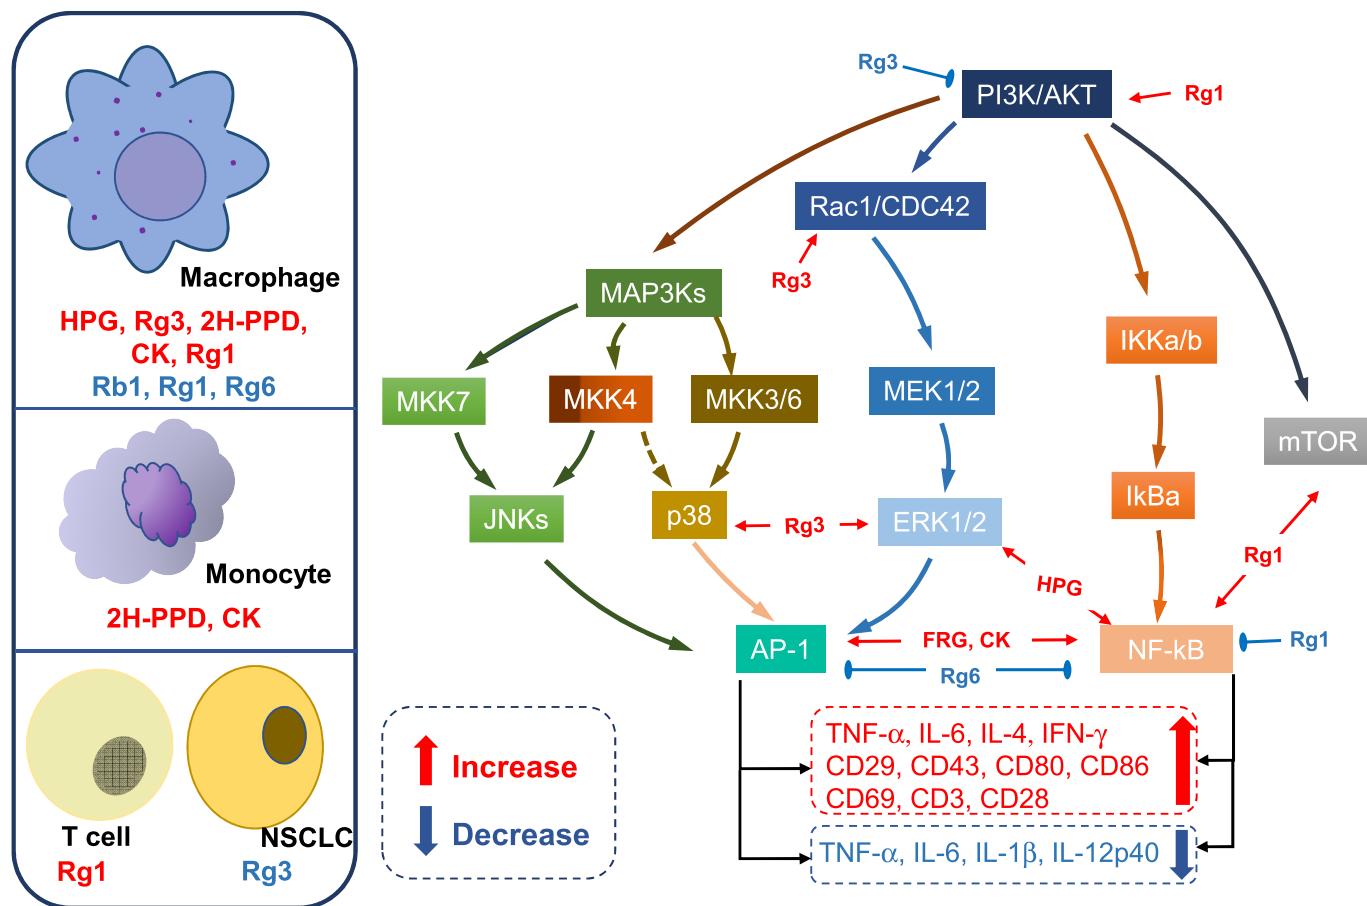 Macrophage
HPG, Rg3, 2H-PPD,
CK, Rg1
Rb1, Rg1, Rg6
Monocyte
2H-PPD, CK
T cell
Rg1
NSCLC
Rg3
Rg3
PI3K/AKT
Rg1
Rac1/CDC42
Rg3
MAP3Ks
IKKa/b
MKK7
MKK4
MKK3/6
MEK1/2
mTOR
IkBa
JNKs
p38
Rg3
ERK1/2
Rg1
HPG
AP-1
FRG, CK
NF-kB
Rg1
Rg6
Increase
Decrease
TNF-α, IL-6, IL-4, IFN-γ
CD29, CD43, CD80, CD86
CD69, CD3, CD28
TNF-α, IL-6, IL-1β, IL-12p40